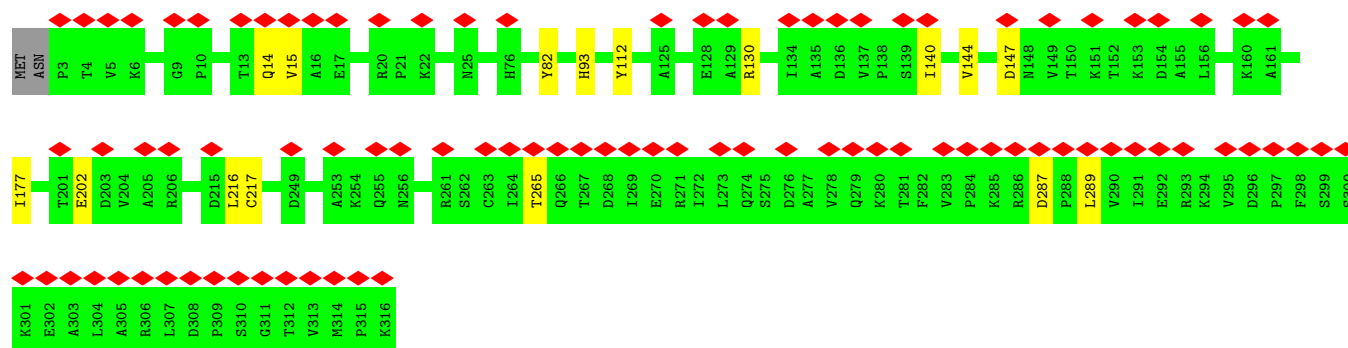 MET ASN P3 T4 V5 K6 G9 P10 T13 Q14 V15 A16 E17 R20 P21 K22 N25 H76 Y82 H93 Y112 A125 E128 A129 R130 I134 A135 D136 V137 P138 S139 I140 V144 D147 N148 V149 T150 K151 T152 K153 D154 A155 L156 K160 A161
I177 T201 E202 D203 V204 A205 R206 D215 L216 C217 D249 A253 K254 Q255 N256 R261 S262 C263 I264 T265 Q266 T267 D268 I269 E270 R271 I272 L273 Q274 S275 D276 A277 V278 Q279 K280 T281 F282 V283 P284 K285 R286 D287 P288 L289 V290 I291 E292 R293 K294 V295 D296 P297 F298 S299
K301 E302 A303 L304 A305 R306 L307 D308 P309 S310 G311 T312 V313 M314 P315 K316